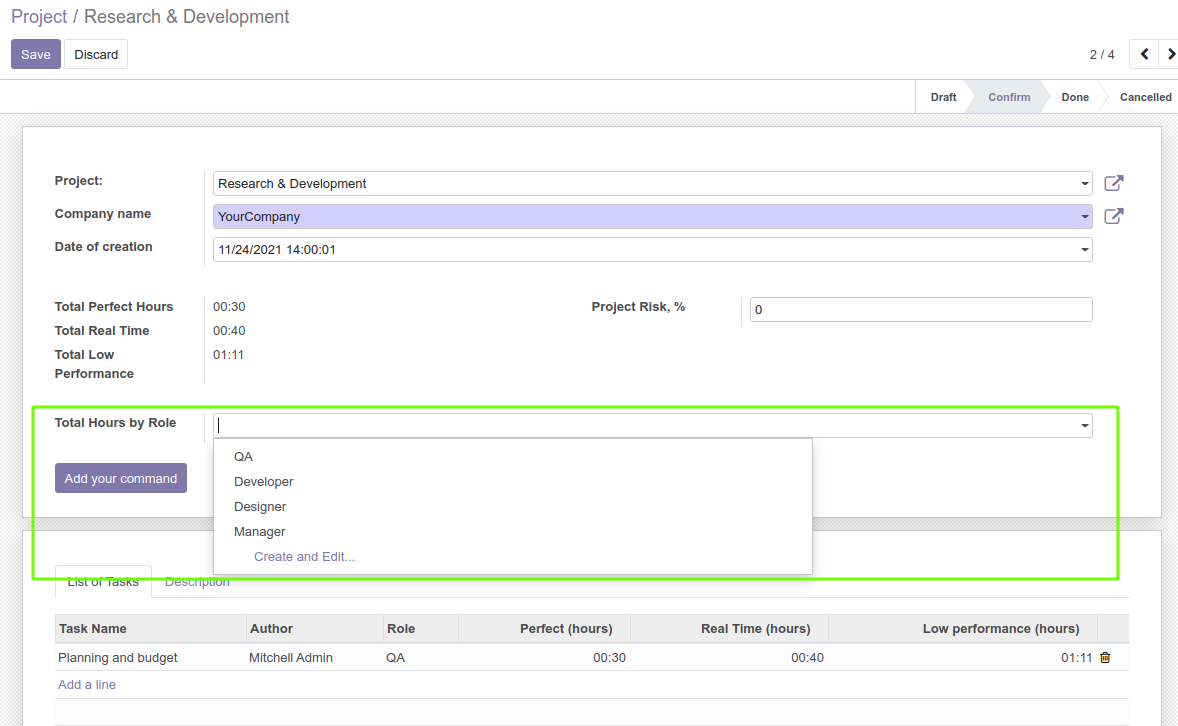 Project / Research & Development
Save Discard 2 / 4
Draft Confirm Done Cancelled
Project: Research & Development
Company name YourCompany
Date of creation 11/24/2021 14:00:01
Total Perfect Hours 00:30 Project Risk, % 0
Total Real Time 00:40
Total Low 01:11
Performance
Total Hours by Role
QA
Add your command
Developer
Designer
Manager
Create and Edit...
List of Tasks Description
Task Name Author Role Perfect (hours) Real Time (hours) Low performance (hours)
Planning and budget Mitchell Admin QA 00:30 00:40 01:11
Add a line